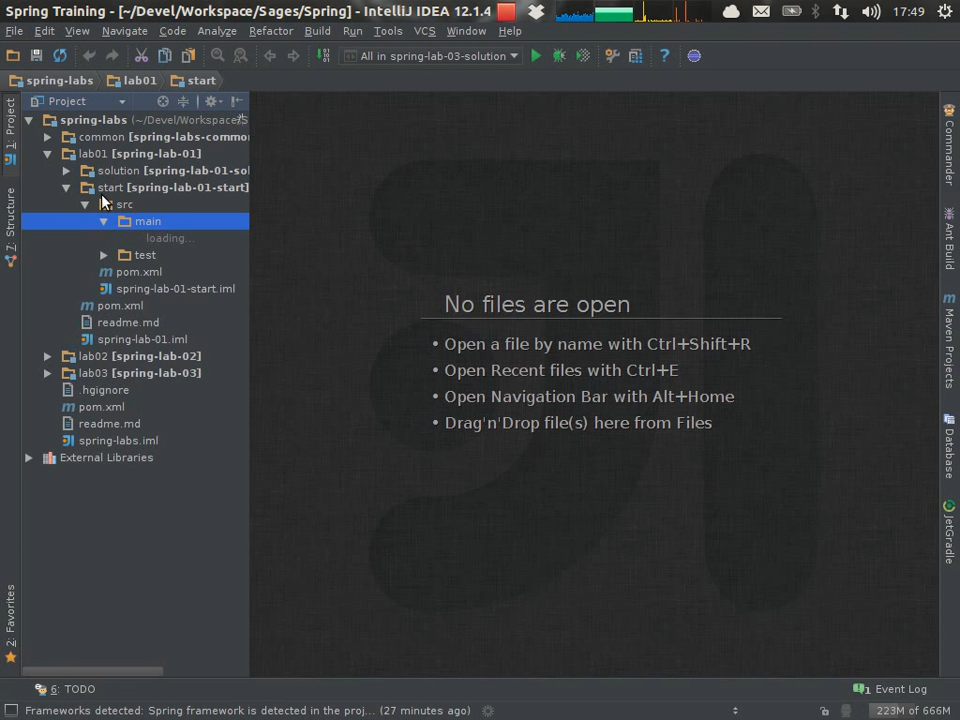 Spring Training - [~/Devel/Workspace/Sages/Spring] - IntelliJ IDEA 12.1.4
17:49
File Edit View Navigate Code Analyze Refactor Build Run Tools VCS Window Help
All in spring-lab-03-solution
spring-labs lab01 start
Project
1: Project
7: Structure
2: Favorites
spring-labs (~/Devel/Workspace/S
common [spring-labs-commo
lab01 [spring-lab-01]
solution [spring-lab-01-sol
start [spring-lab-01-start]
src
main
loading...
test
pom.xml
spring-lab-01-start.iml
pom.xml
readme.md
spring-lab-01.iml
lab02 [spring-lab-02]
lab03 [spring-lab-03]
.hgignore
pom.xml
readme.md
spring-labs.iml
External Libraries
No files are open
• Open a file by name with Ctrl+Shift+R
• Open Recent files with Ctrl+E
• Open Navigation Bar with Alt+Home
• Drag'n'Drop file(s) here from Files
Commander
Ant Build
Maven Projects
Database
JetGradle
6: TODO
1 Event Log
Frameworks detected: Spring framework is detected in the proj... (27 minutes ago)
223M of 666M